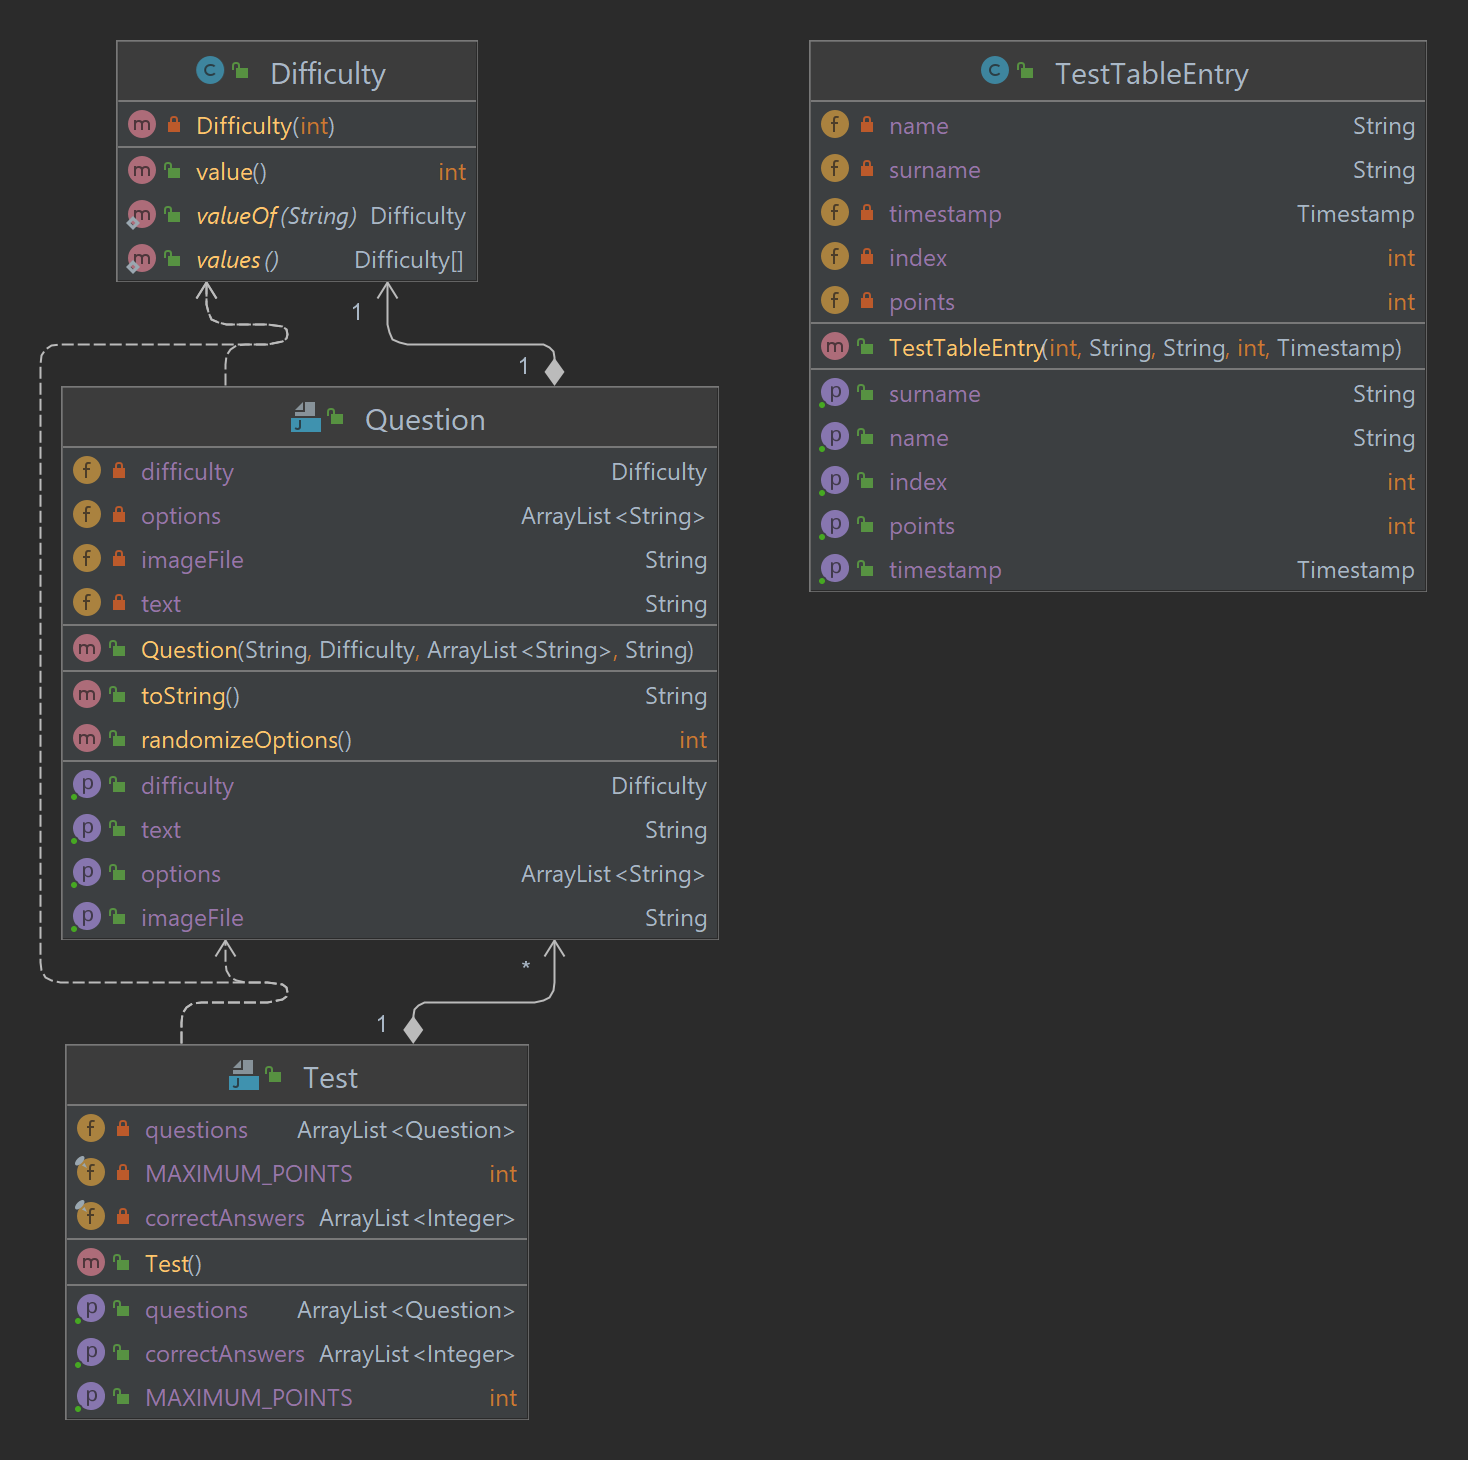 Difficulty
Difficulty(int)
value() int
valueOf(String) Difficulty
values() Difficulty[]
1
1
Question
difficulty Difficulty
options ArrayList<String>
imageFile String
text String
Question(String, Difficulty, ArrayList<String>, String)
toString() String
randomizeOptions() int
difficulty Difficulty
text String
options ArrayList<String>
imageFile String
*
1
Test
questions ArrayList<Question>
MAXIMUM_POINTS int
correctAnswers ArrayList<Integer>
Test()
questions ArrayList<Question>
correctAnswers ArrayList<Integer>
MAXIMUM_POINTS int
TestTableEntry
name String
surname String
timestamp Timestamp
index int
points int
TestTableEntry(int, String, String, int, Timestamp)
surname String
name String
index int
points int
timestamp Timestamp